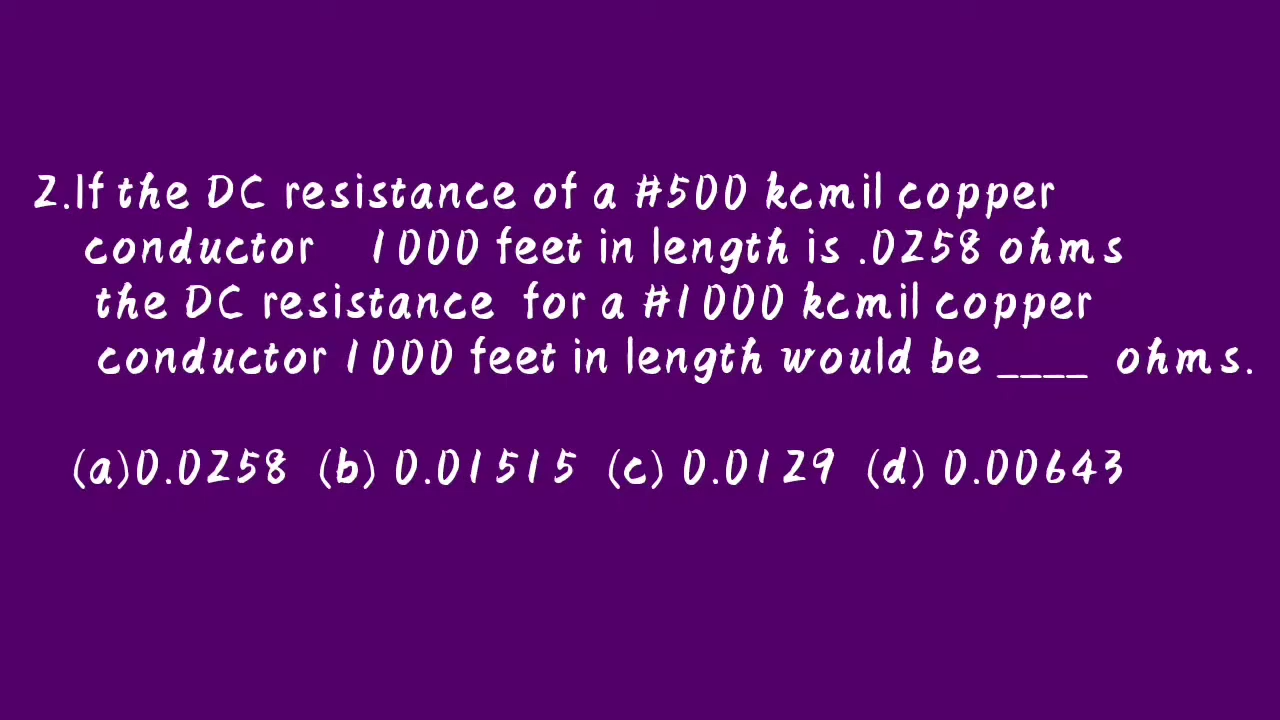 2.If the DC resistance of a #500 kcmil copper
conductor 1000 feet in length is .0258 ohms
the DC resistance for a #1000 kcmil copper
conductor 1000 feet in length would be ____ ohms.
(a)0.0258 (b) 0.01515 (c) 0.0129 (d) 0.00643